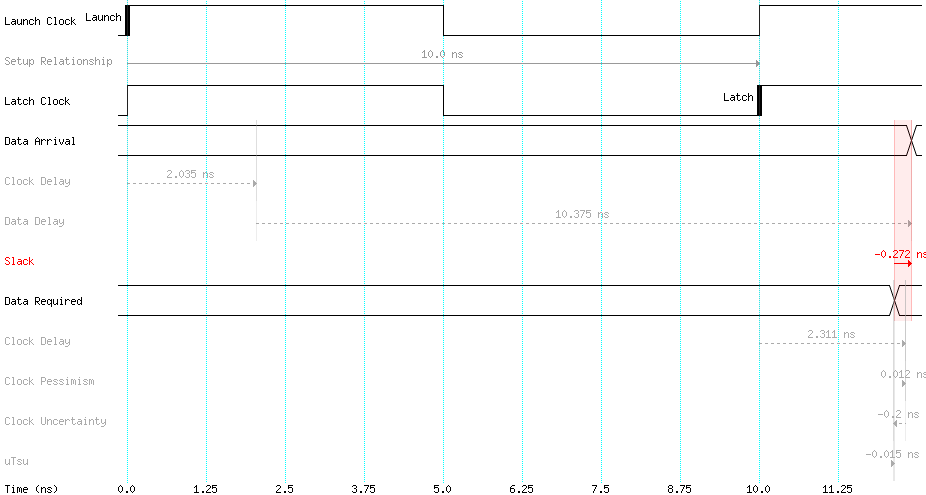 Launch Clock Launch
Setup Relationship 10.0 ns
Latch Clock Latch
Data Arrival
Clock Delay 2.035 ns
Data Delay 10.375 ns
Slack -0.272 ns
Data Required
Clock Delay 2.311 ns
Clock Pessimism 0.012 ns
Clock Uncertainty -0.2 ns
uTsu -0.015 ns
Time (ns) 0.0 1.25 2.5 3.75 5.0 6.25 7.5 8.75 10.0 11.25